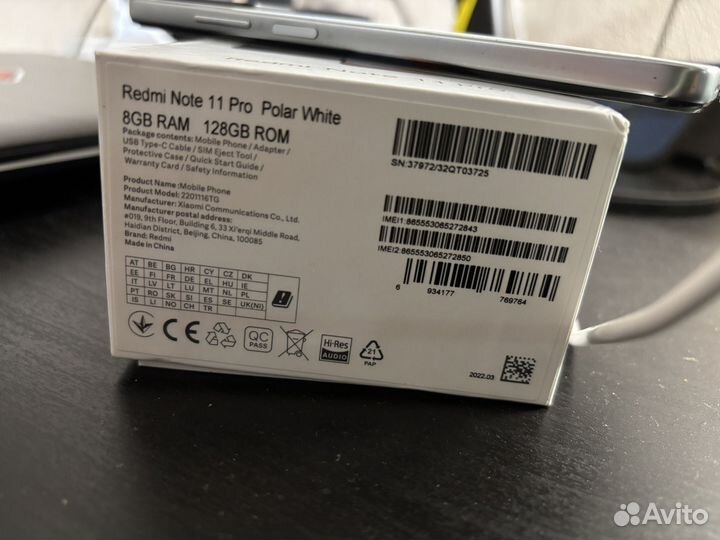 Redmi Note 11 Pro
Redmi Note 11 Pro Polar White
8GB RAM 128GB ROM
Package contents: Mobile Phone / Adapter /
USB Type-C Cable / SIM Eject Tool /
Protective Case / Quick Start Guide /
Warranty Card / Safety Information
Product Name : Mobile Phone
Product Model: 2201116TG
Manufacturer: Xiaomi Communications Co., Ltd.
#019, 9th Floor, Building 6, 33 Xi'erqi Middle Road,
Haidian District, Beijing, China, 100085
Brand: Redmi
Made in China
AT BE BG HR CY CZ DK
EE FI FR DE EL HU IE
IT LV LT LU MT NL PL
PT RO SK SI ES SE UK(NI)
IS LI NO CH TR
CE
QC
PASS
Hi-Res
AUDIO
21
PAP
SN:37972/32QT03725
IMEI1:865553065272843
IMEI2:865553065272850
6 934177 769764
2022.03
Avito